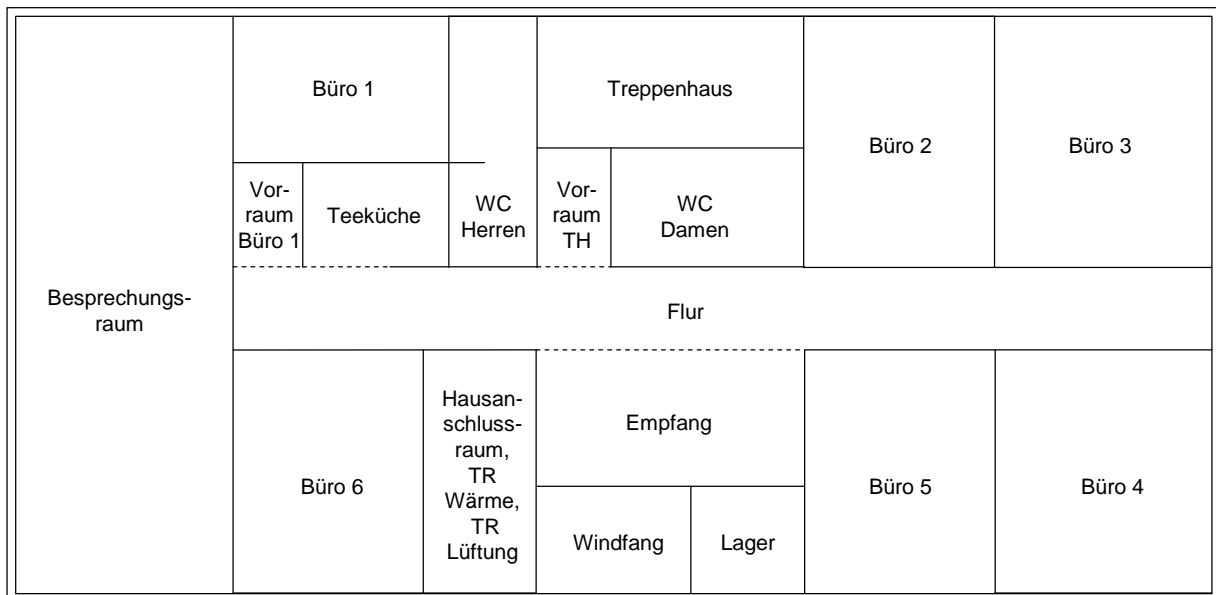 Büro 1
Treppenhaus
Büro 2
Büro 3
Vor-
raum
Büro 1
Teeküche
WC
Herren
Vor-
raum
TH
WC
Damen
Besprechungs-
raum
Flur
Büro 6
Hausan-
schluss-
raum,
TR
Wärme,
TR
Lüftung
Empfang
Windfang
Lager
Büro 5
Büro 4